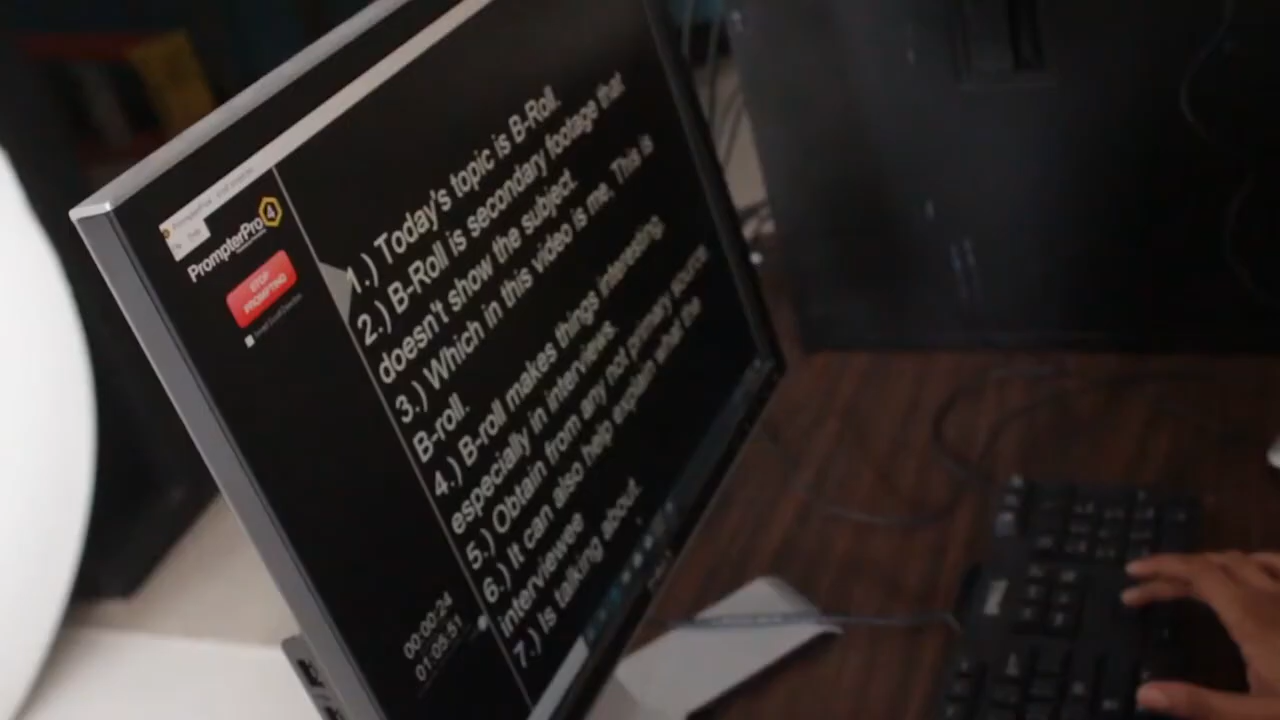 PrompterPro 4
STOP
PROMPTING
1.) Today's topic is B-Roll.
2.) B-Roll is secondary footage that
doesn't show the subject.
3.) Which in this video is me. This is
B-roll.
4.) B-roll makes things interesting
especially in interviews.
5.) Obtain from any not primary source
6.) It can also help explain what the
interviewee
7.) Is talking about
00:00:24
01:05:51